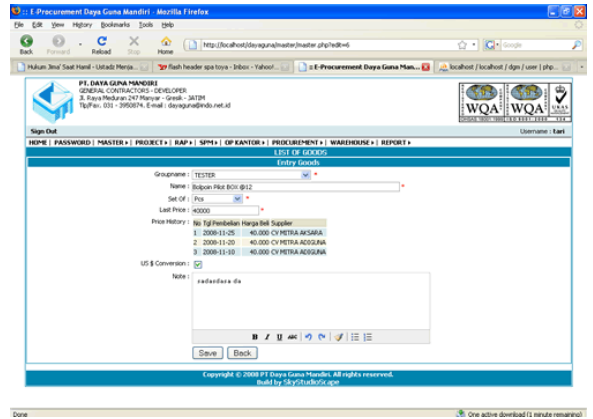 :: E-Procurement Daya Guna Mandiri - Mozilla Firefox
File Edit View History Bookmarks Tools Help
Back Forward Reload Stop Home http://localhost/dayaguna/master/master.php?edit=6 Google
Hukum Jima' Saat Hamil - Ustadz Menja... Flash header spa toya - Inbox - Yahoo!... :: E-Procurement Daya Guna Man... localhost / localhost / dgm / user | php...
PT. DAYA GUNA MANDIRI
GENERAL CONTRACTORS - DEVELOPER
Jl. Raya Meduran 247 Manyar - Gresik - JATIM
Tlp/Fax. 031 - 3950874. E-mail : dayaguna@indo.net.id
WQA WQA UKAS
Sign Out Username : tari
HOME | PASSWORD | MASTER | PROJECT | RAP | SPM | OP KANTOR | PROCUREMENT | WAREHOUSE | REPORT
LIST OF GOODS
Entry Goods
Groupname : TESTER *
Name : Bolpoin Pilot BOX @12 *
Set Of : Pcs *
Last Price : 40000 *
Price History : No Tgl Pembelian Harga Beli Supplier
1 2008-11-25 40.000 CV MITRA AKSARA
2 2008-11-20 40.000 CV MITRA ADIGUNA
3 2008-11-10 40.000 CV MITRA ADIGUNA
US $ Conversion :
Note :
B I U ABC
Save Back
Copyright © 2008 PT Daya Guna Mandiri. All rights reserved.
Build by SkyStudioScape
Done One active download (1 minute remaining)